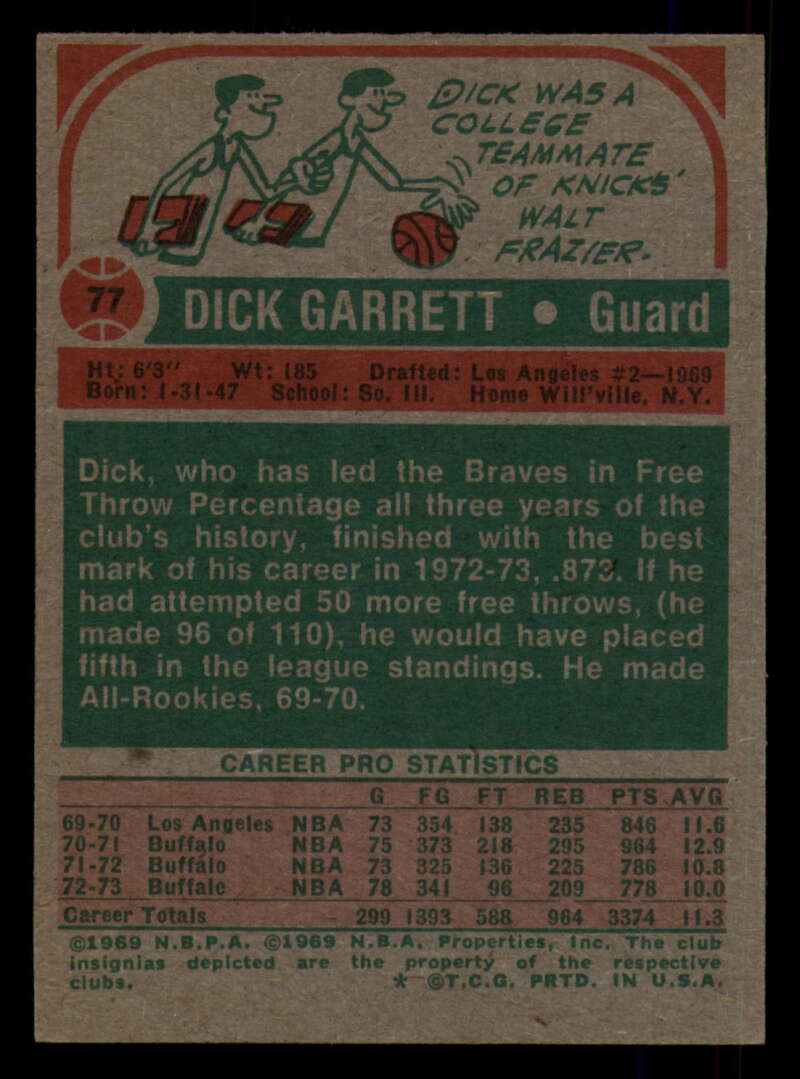 DICK WAS A
COLLEGE
TEAMMATE
OF KNICKS'
WALT
FRAZIER.
77 DICK GARRETT • Guard
Ht: 6'3" Wt: 185 Drafted: Los Angeles #2—1969
Born: 1-31-47 School: So. Ill. Home Will'ville, N.Y.
Dick, who has led the Braves in Free
Throw Percentage all three years of the
club's history, finished with the best
mark of his career in 1972-73, .873. If he
had attempted 50 more free throws, (he
made 96 of 110), he would have placed
fifth in the league standings. He made
All-Rookies, 69-70.
CAREER PRO STATISTICS
G FG FT REB PTS AVG
69-70 Los Angeles NBA 73 354 138 235 846 11.6
70-71 Buffalo NBA 75 373 218 295 964 12.9
71-72 Buffalo NBA 73 325 136 225 786 10.8
72-73 Buffalo NBA 78 341 96 209 778 10.0
Career Totals 299 1393 588 964 3374 11.3
©1969 N.B.P.A. ©1969 N.B.A. Properties, Inc. The club
insignias depicted are the property of the respective
clubs. * ©T.C.G. PRTD. IN U.S.A.